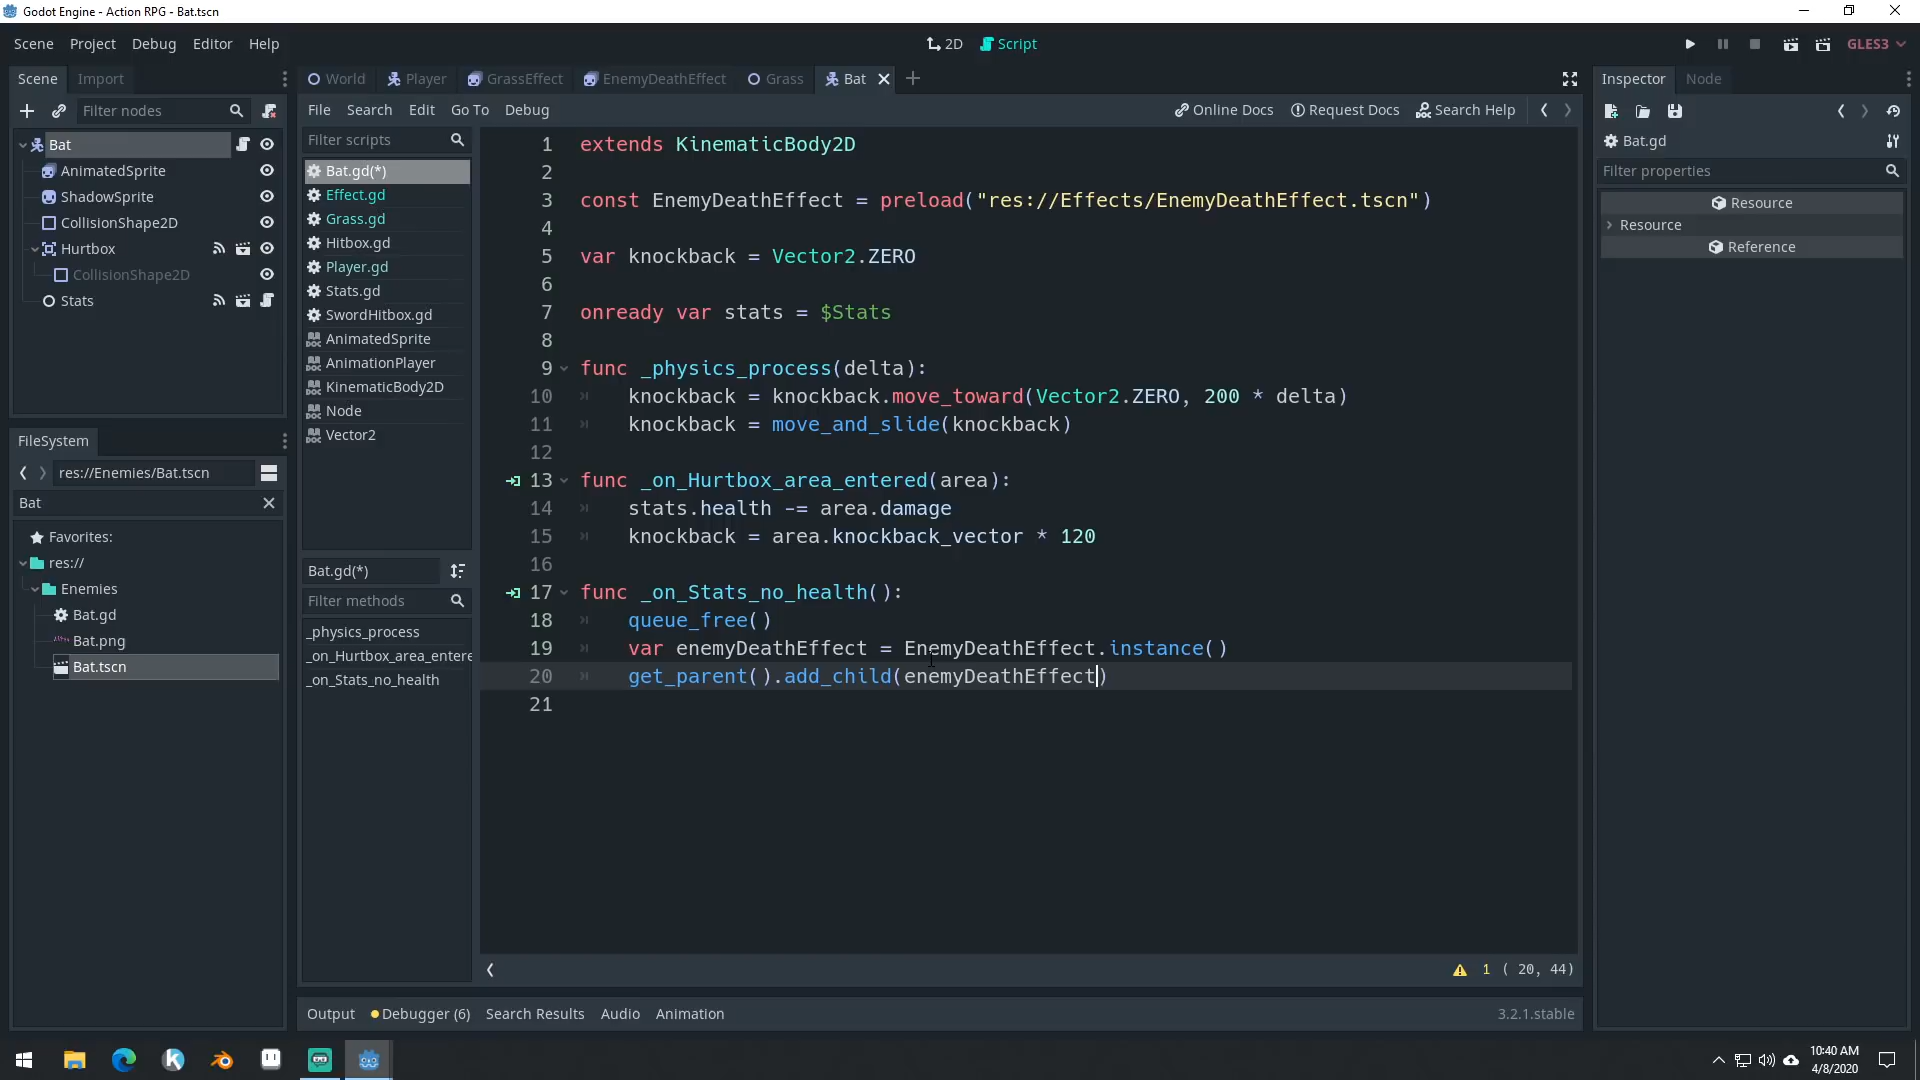 Godot Engine - Action RPG - Bat.tscn
Scene Project Debug Editor Help
2D Script
GLES3
Scene Import
World Player GrassEffect EnemyDeathEffect Grass Bat
Inspector Node
Filter nodes
File Search Edit Go To Debug
Online Docs Request Docs Search Help
Bat
AnimatedSprite
ShadowSprite
CollisionShape2D
Hurtbox
CollisionShape2D
Stats
FileSystem
res://Enemies/Bat.tscn
Bat
Favorites:
res://
Enemies
Bat.gd
Bat.png
Bat.tscn
Filter scripts
Bat.gd(*)
Effect.gd
Grass.gd
Hitbox.gd
Player.gd
Stats.gd
SwordHitbox.gd
AnimatedSprite
AnimationPlayer
KinematicBody2D
Node
Vector2
Bat.gd(*)
Filter methods
_physics_process
_on_Hurtbox_area_entere
_on_Stats_no_health
1 extends KinematicBody2D
2
3 const EnemyDeathEffect = preload("res://Effects/EnemyDeathEffect.tscn")
4
5 var knockback = Vector2.ZERO
6
7 onready var stats = $Stats
8
9 func _physics_process(delta):
10 knockback = knockback.move_toward(Vector2.ZERO, 200 * delta)
11 knockback = move_and_slide(knockback)
12
13 func _on_Hurtbox_area_entered(area):
14 stats.health -= area.damage
15 knockback = area.knockback_vector * 120
16
17 func _on_Stats_no_health():
18 queue_free()
19 var enemyDeathEffect = EnemyDeathEffect.instance()
20 get_parent().add_child(enemyDeathEffect)
21
1 ( 20, 44)
Output Debugger (6) Search Results Audio Animation
3.2.1.stable
Bat.gd
Filter properties
Resource
Resource
Reference
10:40 AM
4/8/2020